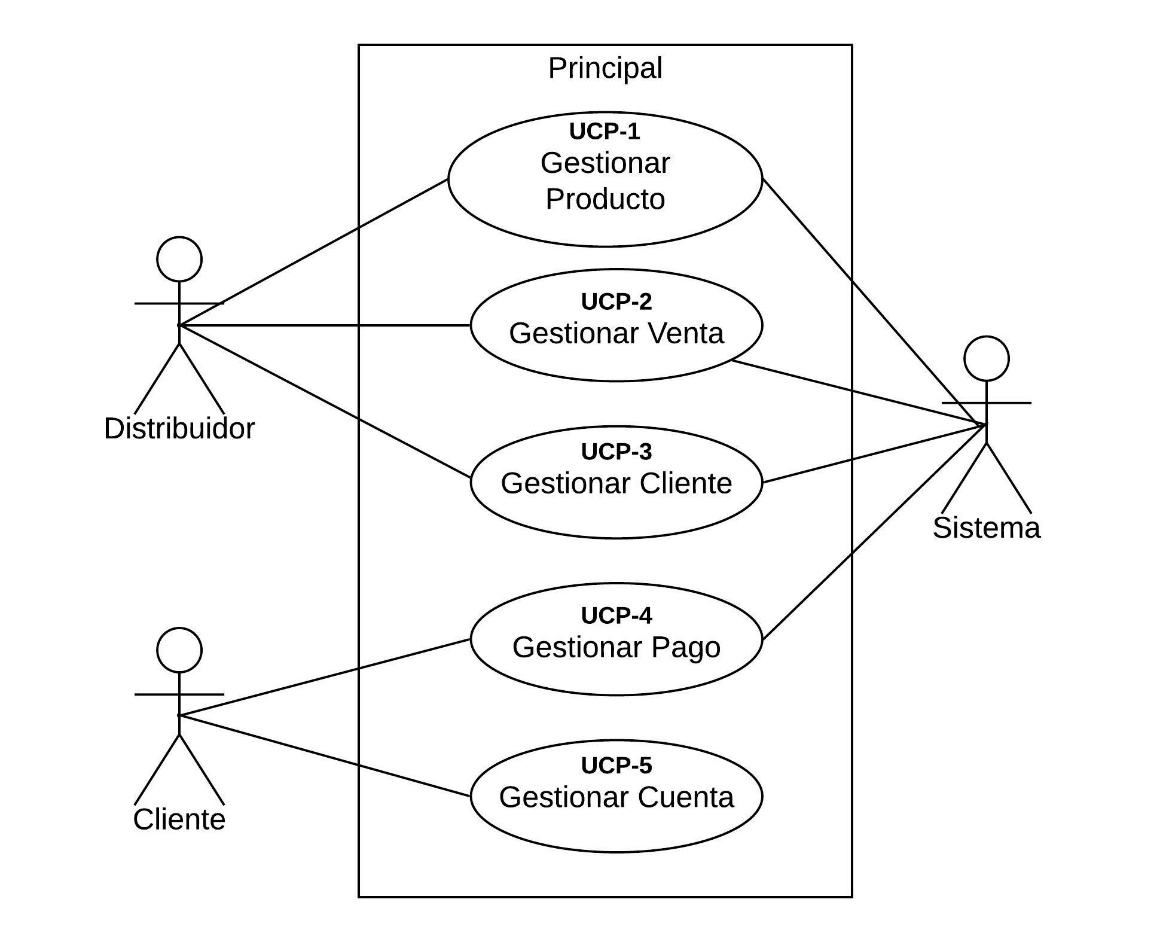 Principal
UCP-1
Gestionar
Producto
UCP-2
Gestionar Venta
Distribuidor
UCP-3
Gestionar Cliente
Sistema
UCP-4
Gestionar Pago
Cliente
UCP-5
Gestionar Cuenta